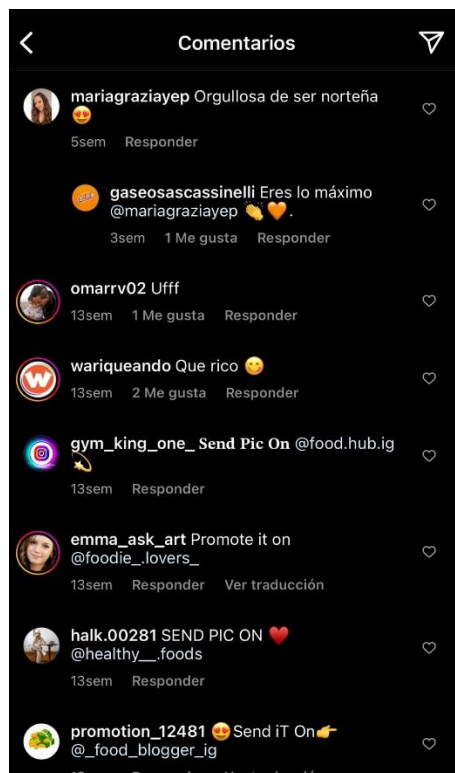 Comentarios
mariagraziayep Orgullosa de ser norteña
😍
5sem Responder
gaseosascassinelli Eres lo máximo
@mariagraziayep 👏🧡.
3sem 1 Me gusta Responder
omarrv02 Ufff
13sem 1 Me gusta Responder
wariqueando Que rico 😋
13sem 2 Me gusta Responder
gym_king_one_ 𝐒𝐞𝐧𝐝 𝐏𝐢𝐜 𝐎𝐧 @food.hub.ig
💫
13sem Responder
emma_ask_art Promote it on
@foodie_.lovers_
13sem Responder Ver traducción
halk.00281 SEND PIC ON ❤️
@healthy__.foods
13sem Responder
promotion_12481 😍Send iT On👉
@_food_blogger_ig